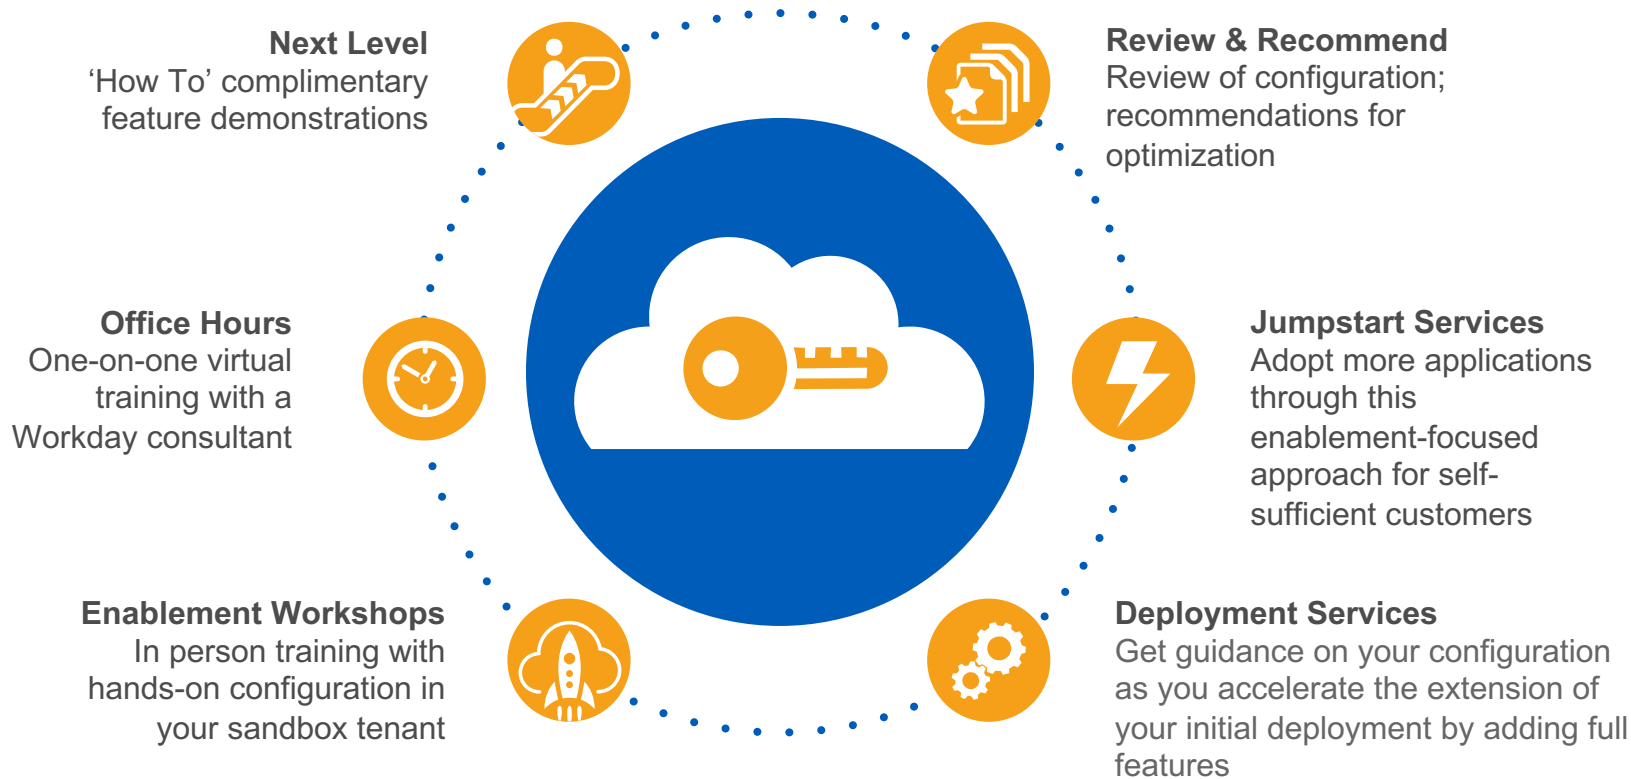 Next Level
‘How To’ complimentary
feature demonstrations
Review & Recommend
Review of configuration;
recommendations for
optimization
Office Hours
One-on-one virtual
training with a
Workday consultant
Jumpstart Services
Adopt more applications
through this
enablement-focused
approach for self-
sufficient customers
Enablement Workshops
In person training with
hands-on configuration in
your sandbox tenant
Deployment Services
Get guidance on your configuration
as you accelerate the extension of
your initial deployment by adding full
features